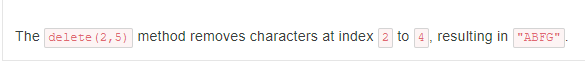 The delete(2,5) method removes characters at index 2 to 4, resulting in "ABFG".